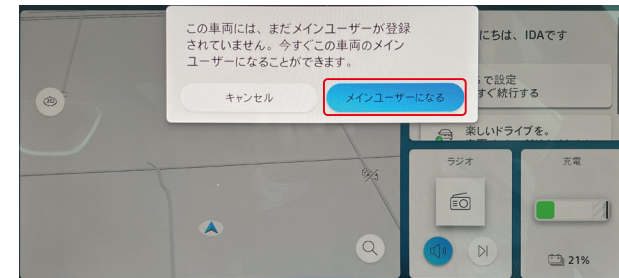 この車両には、まだメインユーザーが登録
されていません。今すぐこの車両のメイン
ユーザーになることができます。
キャンセル
メインユーザーになる
にちは、IDAです
で設定
すぐ続行する
楽しいドライブを。
3D
ラジオ
充電
21%